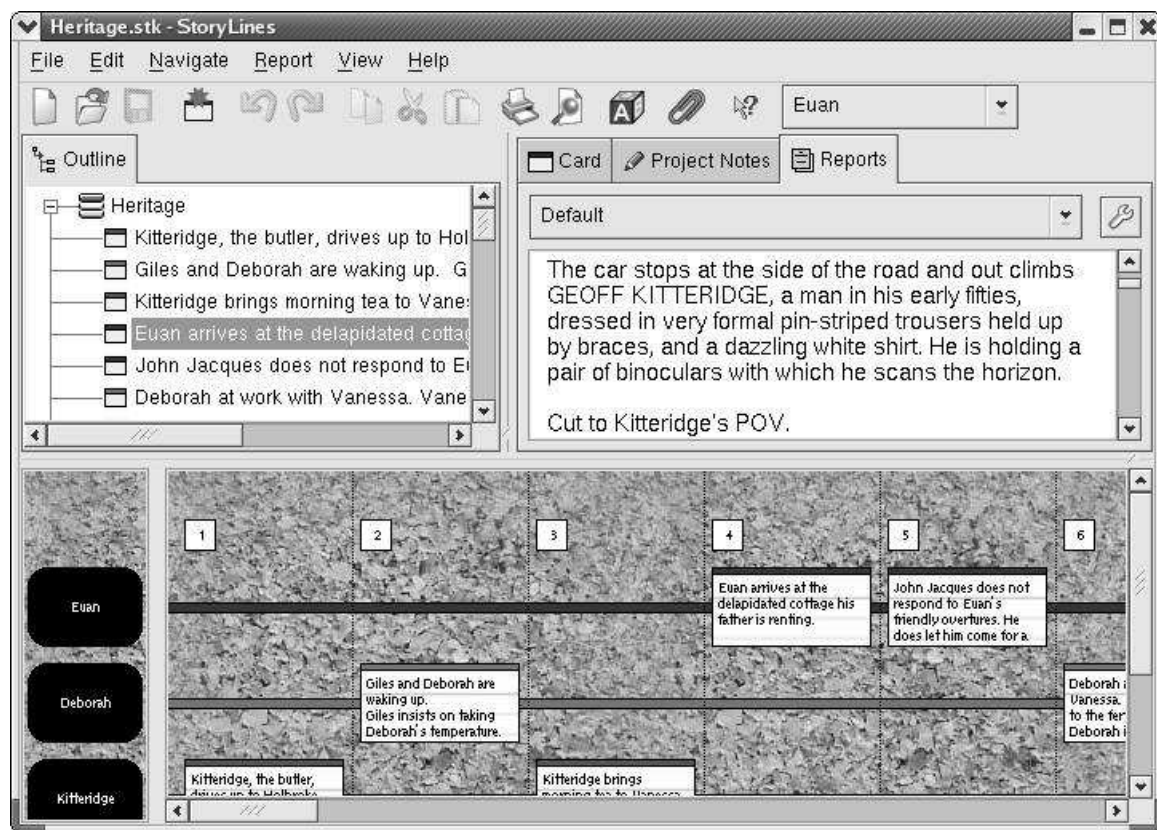 Heritage.stk - StoryLines
File Edit Navigate Report View Help
A Euan
Outline
Heritage
Kitteridge, the butler, drives up to Hol
Giles and Deborah are waking up. G
Kitteridge brings morning tea to Vane
Euan arrives at the delapidated cottag
John Jacques does not respond to E
Deborah at work with Vanessa. Vane
Card Project Notes Reports
Default
The car stops at the side of the road and out climbs
GEOFF KITTERIDGE, a man in his early fifties,
dressed in very formal pin-striped trousers held up
by braces, and a dazzling white shirt. He is holding a
pair of binoculars with which he scans the horizon.
Cut to Kitteridge's POV.
1 2 3 4 5 6
Euan
Euan arrives at the
delapidated cottage his
father is renting.
John Jacques does not
respond to Euan's
friendly overtures. He
does let him come for a
Deborah
Giles and Deborah are
waking up.
Giles insists on taking
Deborah's temperature.
Deborah
Vanessa.
to the fer
Deborah i
Kitteridge
Kitteridge, the butler,
drives up to Holbroke
Kitteridge brings
morning tea to Vanessa